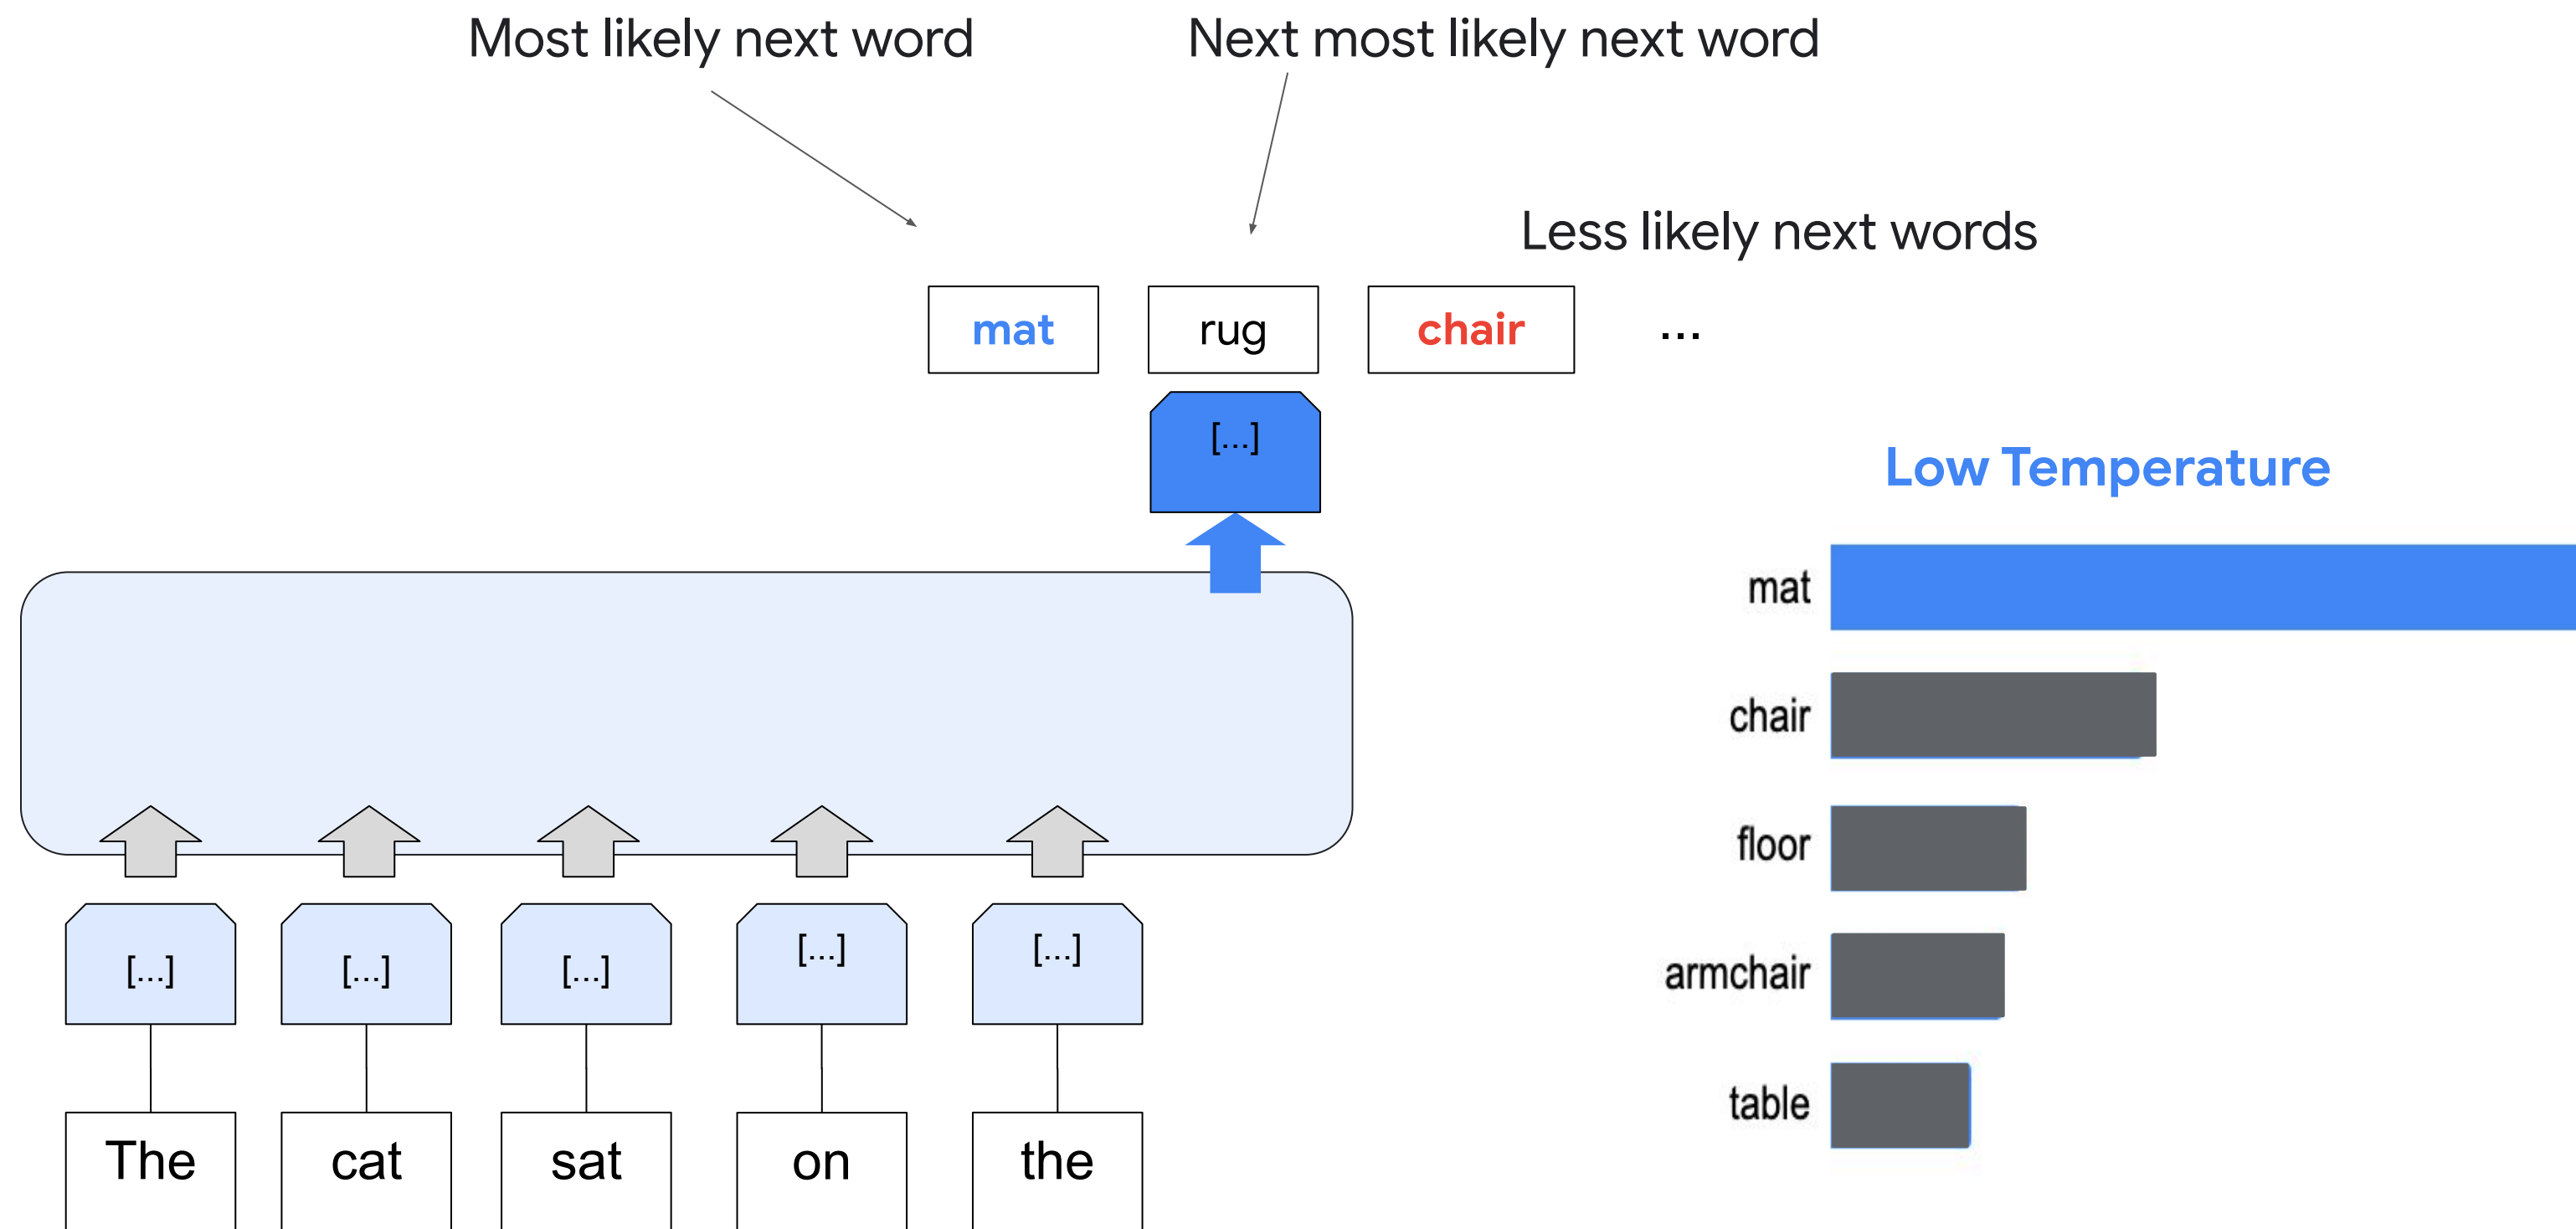 Most likely next word
Next most likely next word
Less likely next words
mat
rug
chair
...
[...]
Low Temperature
mat
chair
floor
armchair
table
[...]
[...]
[...]
[...]
[...]
The
cat
sat
on
the